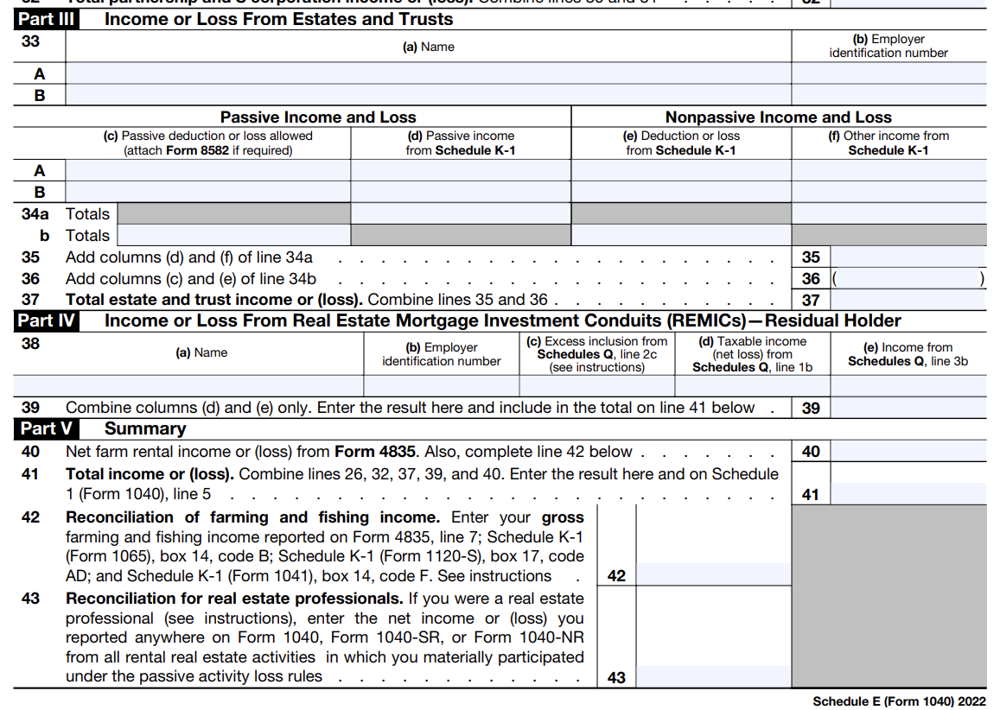 32 Total partnership and S corporation income or (loss). Combine lines 30 and 31 . . . . . 32
Part III Income or Loss From Estates and Trusts
33 (a) Name (b) Employer
identification number
A
B
Passive Income and Loss Nonpassive Income and Loss
(c) Passive deduction or loss allowed (d) Passive income (e) Deduction or loss (f) Other income from
(attach Form 8582 if required) from Schedule K-1 from Schedule K-1 Schedule K-1
A
B
34a Totals
b Totals
35 Add columns (d) and (f) of line 34a . . . . . . . . . . . . . . . . . . . . . . . . . 35
36 Add columns (c) and (e) of line 34b . . . . . . . . . . . . . . . . . . . . . . . . . 36 ( )
37 Total estate and trust income or (loss). Combine lines 35 and 36 . . . . . . . . . . . . . 37
Part IV Income or Loss From Real Estate Mortgage Investment Conduits (REMICs)—Residual Holder
38 (a) Name (b) Employer
identification number (c) Excess inclusion from
Schedules Q, line 2c
(see instructions) (d) Taxable income
(net loss) from
Schedules Q, line 1b (e) Income from
Schedules Q, line 3b
39 Combine columns (d) and (e) only. Enter the result here and include in the total on line 41 below . 39
Part V Summary
40 Net farm rental income or (loss) from Form 4835. Also, complete line 42 below . . . . . . . 40
41 Total income or (loss). Combine lines 26, 32, 37, 39, and 40. Enter the result here and on Schedule
1 (Form 1040), line 5 . . . . . . . . . . . . . . . . . . . . . . . . . . . . . . . 41
42 Reconciliation of farming and fishing income. Enter your gross
farming and fishing income reported on Form 4835, line 7; Schedule K-1
(Form 1065), box 14, code B; Schedule K-1 (Form 1120-S), box 17, code
AD; and Schedule K-1 (Form 1041), box 14, code F. See instructions . 42
43 Reconciliation for real estate professionals. If you were a real estate
professional (see instructions), enter the net income or (loss) you
reported anywhere on Form 1040, Form 1040-SR, or Form 1040-NR
from all rental real estate activities in which you materially participated
under the passive activity loss rules . . . . . . . . . . . . 43
Schedule E (Form 1040) 2022